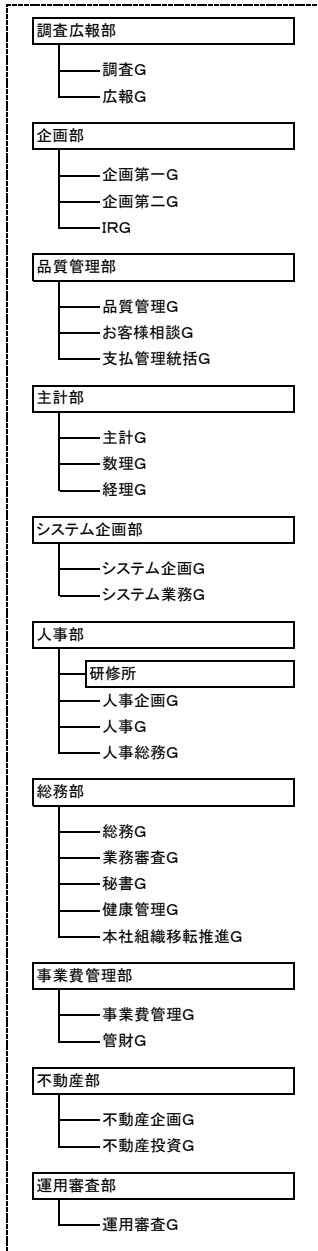 調査広報部
調査G
広報G
企画部
企画第一G
企画第二G
IRG
品質管理部
品質管理G
お客様相談G
支払管理統括G
主計部
主計G
数理G
経理G
システム企画部
システム企画G
システム業務G
人事部
研修所
人事企画G
人事G
人事総務G
総務部
総務G
業務審査G
秘書G
健康管理G
本社組織移転推進G
事業費管理部
事業費管理G
管財G
不動産部
不動産企画G
不動産投資G
運用審査部
運用審査G